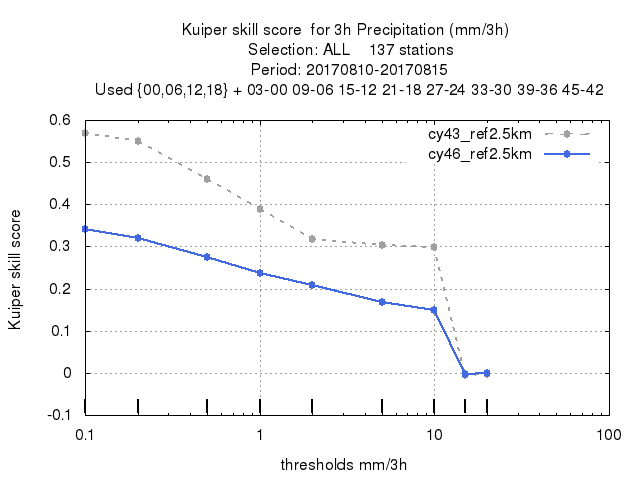 Kuiper skill score  for 3h Precipitation (mm/3h)
Selection: ALL    137 stations
Period: 20170810-20170815
Used {00,06,12,18} + 03-00 09-06 15-12 21-18 27-24 33-30 39-36 45-42
cy43_ref2.5km
cy46_ref2.5km
Kuiper skill score
0.6
0.5
0.4
0.3
0.2
0.1
0
-0.1
0.1 1 10 100
thresholds mm/3h